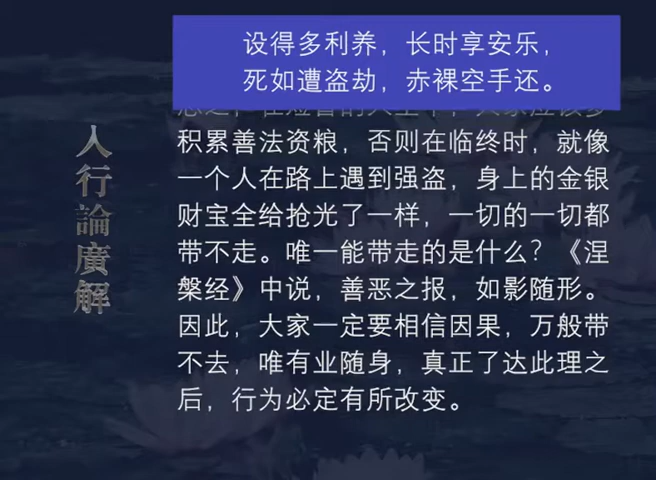 设得多利养，长时享安乐，
死如遭盗劫，赤裸空手还。
入行論廣解
积累善法资粮，否则在临终时，就像
一个人在路上遇到强盗，身上的金银
财宝全给抢光了一样，一切的一切都
带不走。唯一能带走的是什么？《涅
槃经》中说，善恶之报，如影随形。
因此，大家一定要相信因果，万般带
不去，唯有业随身，真正了达此理之
后，行为必定有所改变。